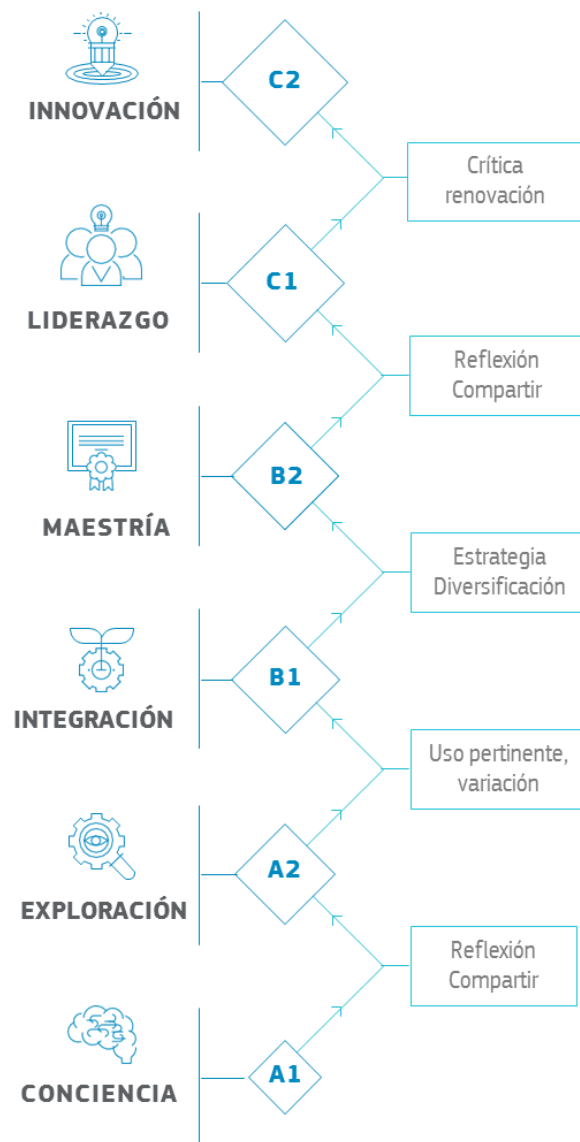 C2
INNOVACIÓN
Crítica
renovación
C1
LIDERAZGO
Reflexión
Compartir
B2
MAESTRÍA
Estrategia
Diversificación
B1
INTEGRACIÓN
Uso pertinente,
variación
A2
EXPLORACIÓN
Reflexión
Compartir
A1
CONCIENCIA